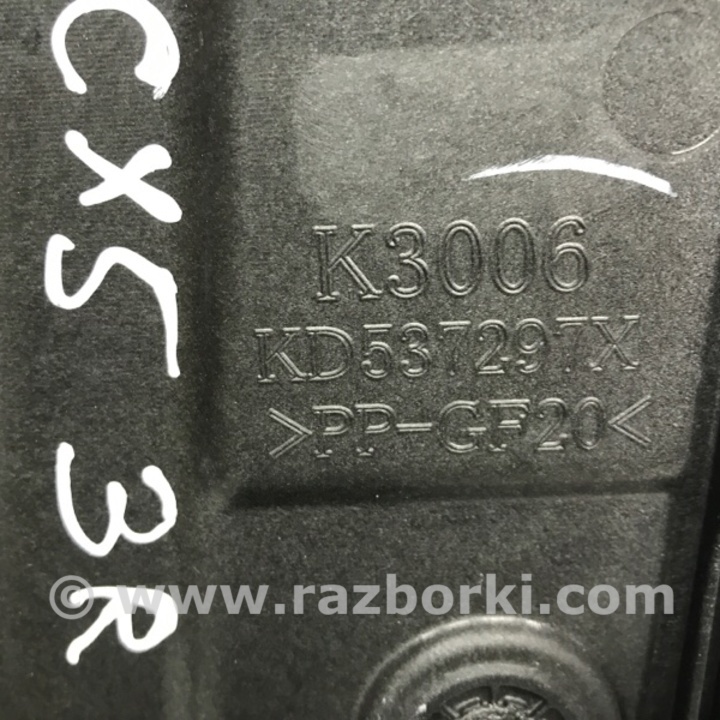 CX5 3R
K3006
KD537297X
>PP-GF20<
© www.razborki.com